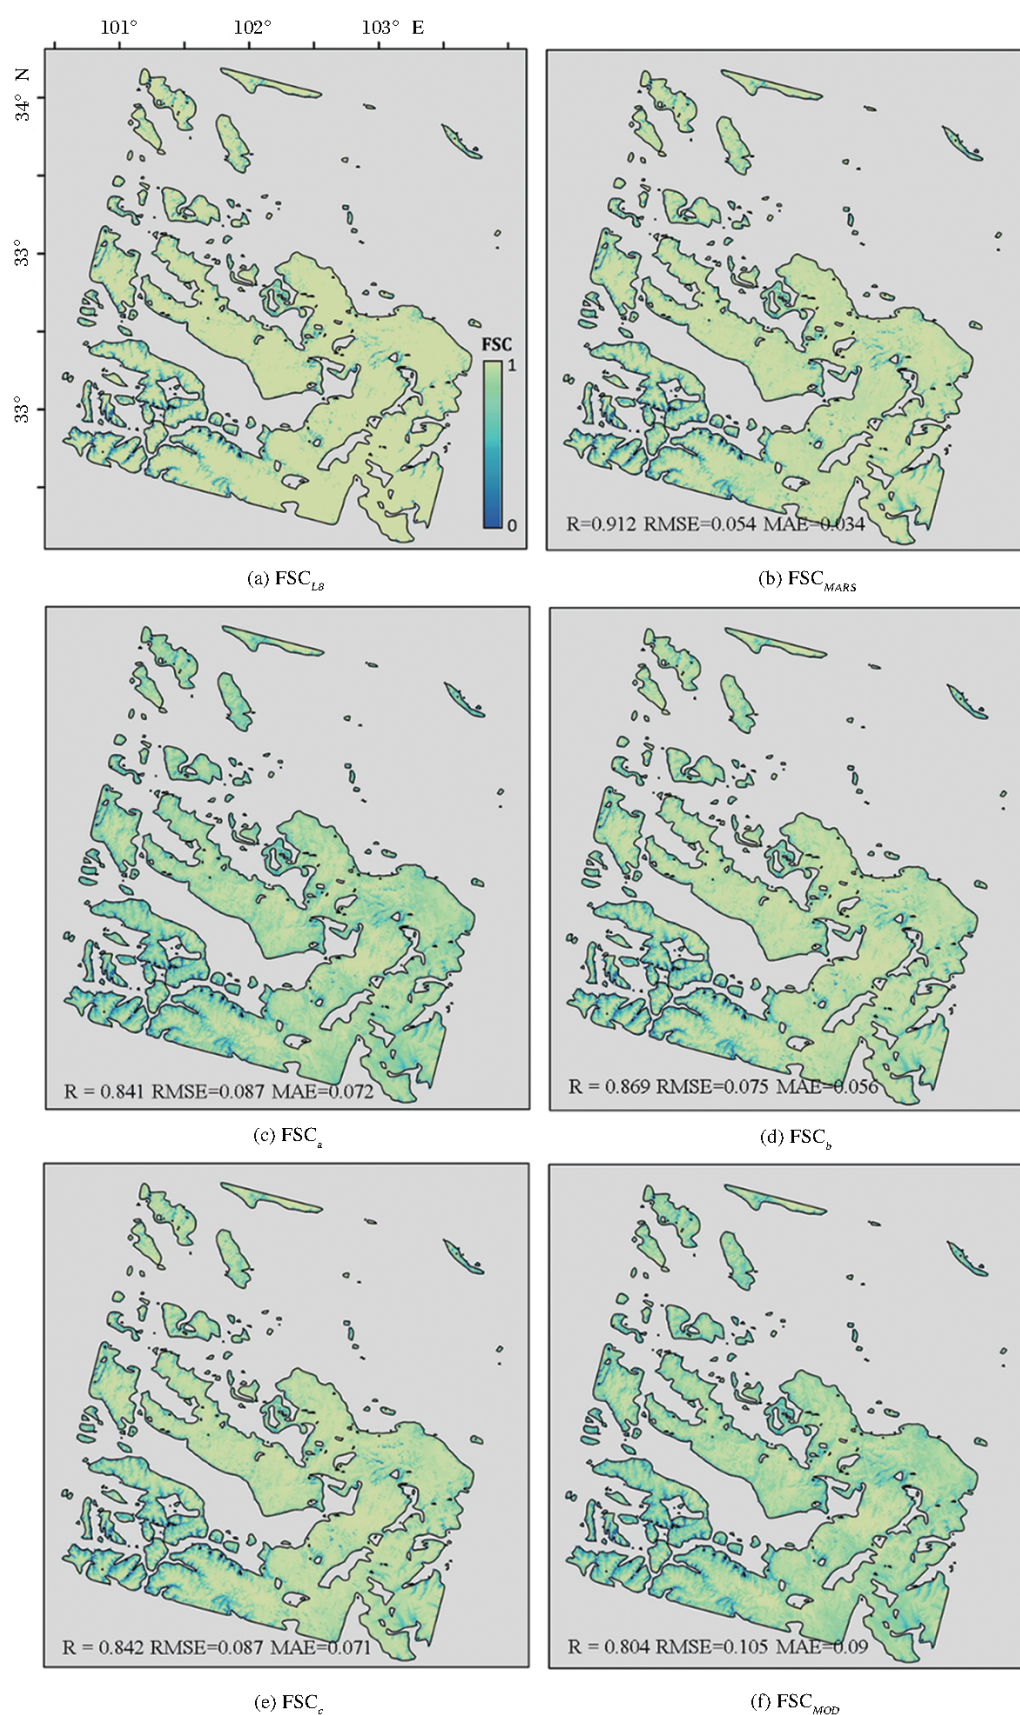 101° 102° 103° E
34° N
33°
33°
FSC
1
0
R=0.912 RMSE=0.054 MAE=0.034
(a) FSC_L8
(b) FSC_MARS
R = 0.841 RMSE=0.087 MAE=0.072
R = 0.869 RMSE=0.075 MAE=0.056
(c) FSC_a
(d) FSC_b
R = 0.842 RMSE=0.087 MAE=0.071
R = 0.804 RMSE=0.105 MAE=0.09
(e) FSC_c
(f) FSC_MOD